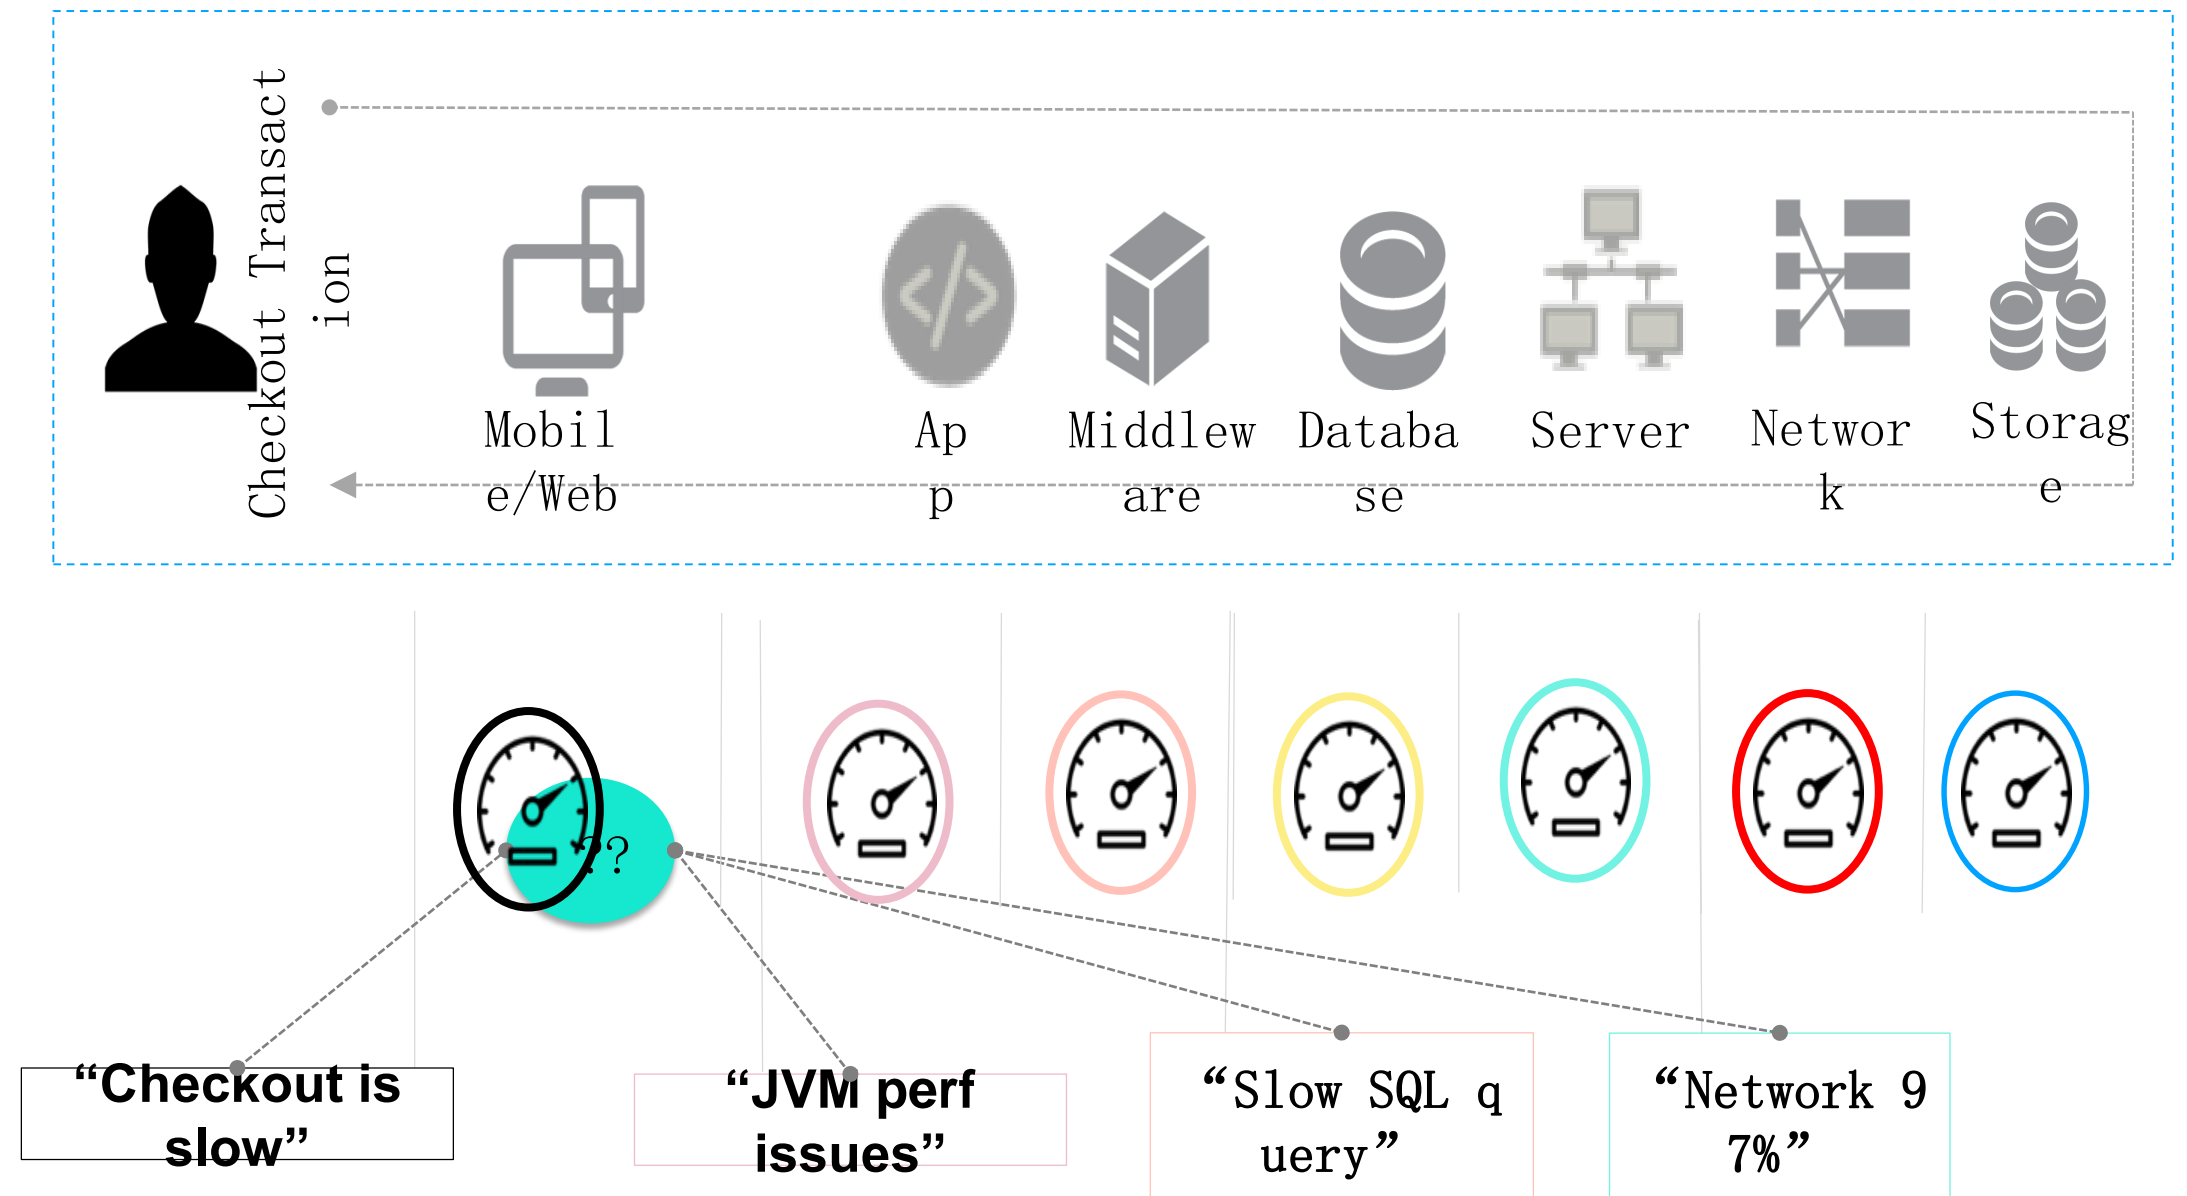 Checkout Transact
ion
Mobil
e/Web
Ap
p
Middlew
are
Databa
se
Server
Networ
k
Storag
e
??
“Checkout is
slow”
“JVM perf
issues”
“Slow SQL q
uery”
“Network 9
7%”